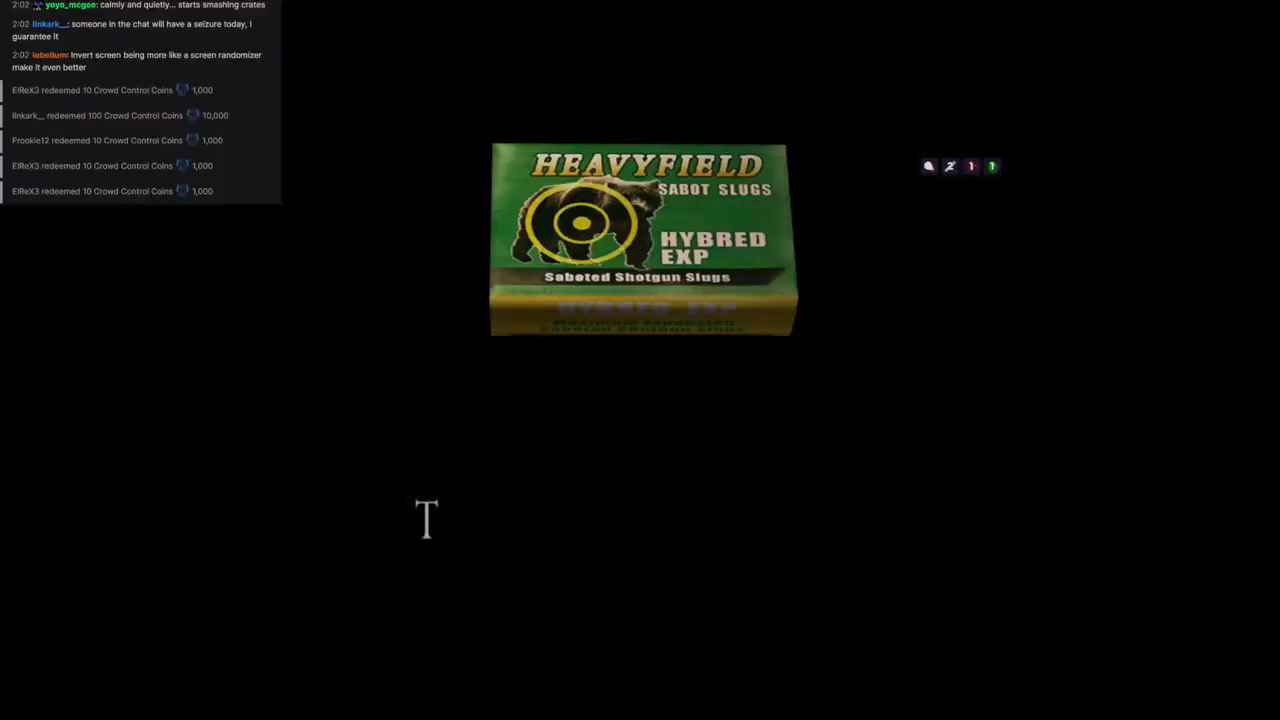 2:02 yoyo_mcgee: calmly and quietly... starts smashing crates
2:02 linkark__: someone in the chat will have a seizure today, I
guarantee it
2:02 lebellum: Invert screen being more like a screen randomizer
make it even better
ElReX3 redeemed 10 Crowd Control Coins 1,000
linkark__ redeemed 100 Crowd Control Coins 10,000
Frookie12 redeemed 10 Crowd Control Coins 1,000
ElReX3 redeemed 10 Crowd Control Coins 1,000
ElReX3 redeemed 10 Crowd Control Coins 1,000
HEAVYFIELD
SABOT SLUGS
HYBRED
EXP
Saboted Shotgun Slugs
HYBRED EXP
T